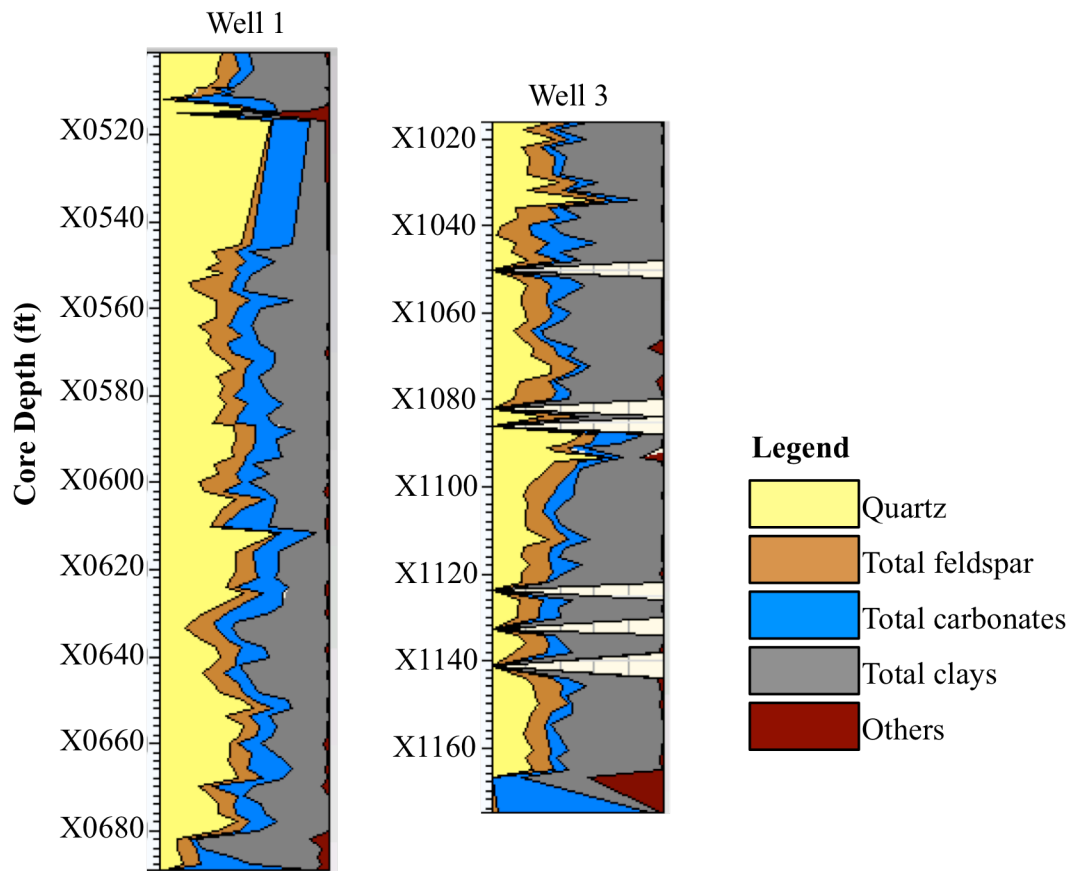 Well 1
X0520
X0540
X0560
X0580
X0600
X0620
X0640
X0660
X0680
Core Depth (ft)
Well 3
X1020
X1040
X1060
X1080
X1100
X1120
X1140
X1160
Legend
Quartz
Total feldspar
Total carbonates
Total clays
Others